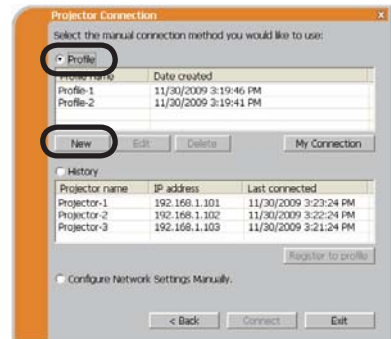 Projector Connection x
Select the manual connection method you would like to use:
Profile
Profile name Date created
Profile-1 11/30/2009 3:19:46 PM
Profile-2 11/30/2009 3:19:41 PM
New Edit Delete My Connection
History
Projector name IP address Last connected
Projector-1 192.168.1.101 11/30/2009 3:23:24 PM
Projector-2 192.168.1.102 11/30/2009 3:22:24 PM
Projector-3 192.168.1.103 11/30/2009 3:21:24 PM
Register to profile
Configure Network Settings Manually.
< Back Connect Exit